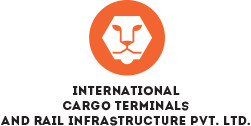 INTERNATIONAL
CARGO TERMINALS
AND RAIL INFRASTRUCTURE PVT. LTD.